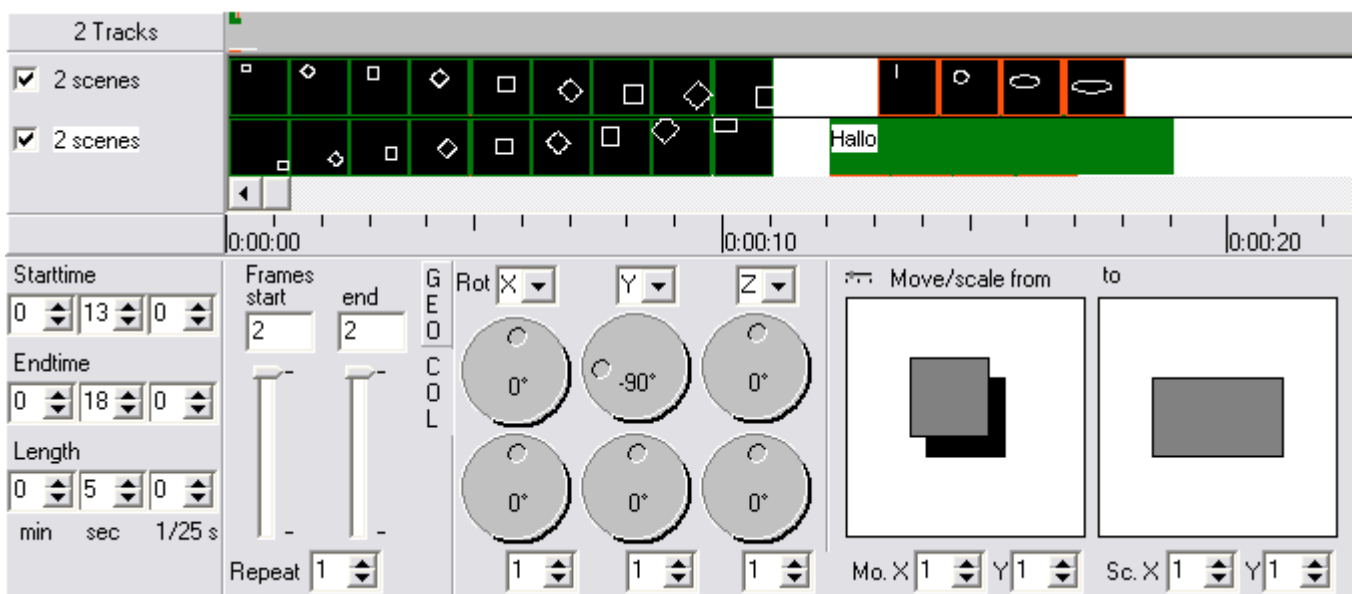 2 Tracks
2 scenes
2 scenes
Hallo
0:00:00 0:00:10 0:00:20
Starttime
0 13 0
Endtime
0 18 0
Length
0 5 0
min sec 1/25 s
Frames
start end
2 2
Repeat 1
GEO
COL
Rot X Y Z
0° -90° 0°
0° 0° 0°
1 1 1
Move/scale from to
Mo. X 1 Y 1 Sc. X 1 Y 1